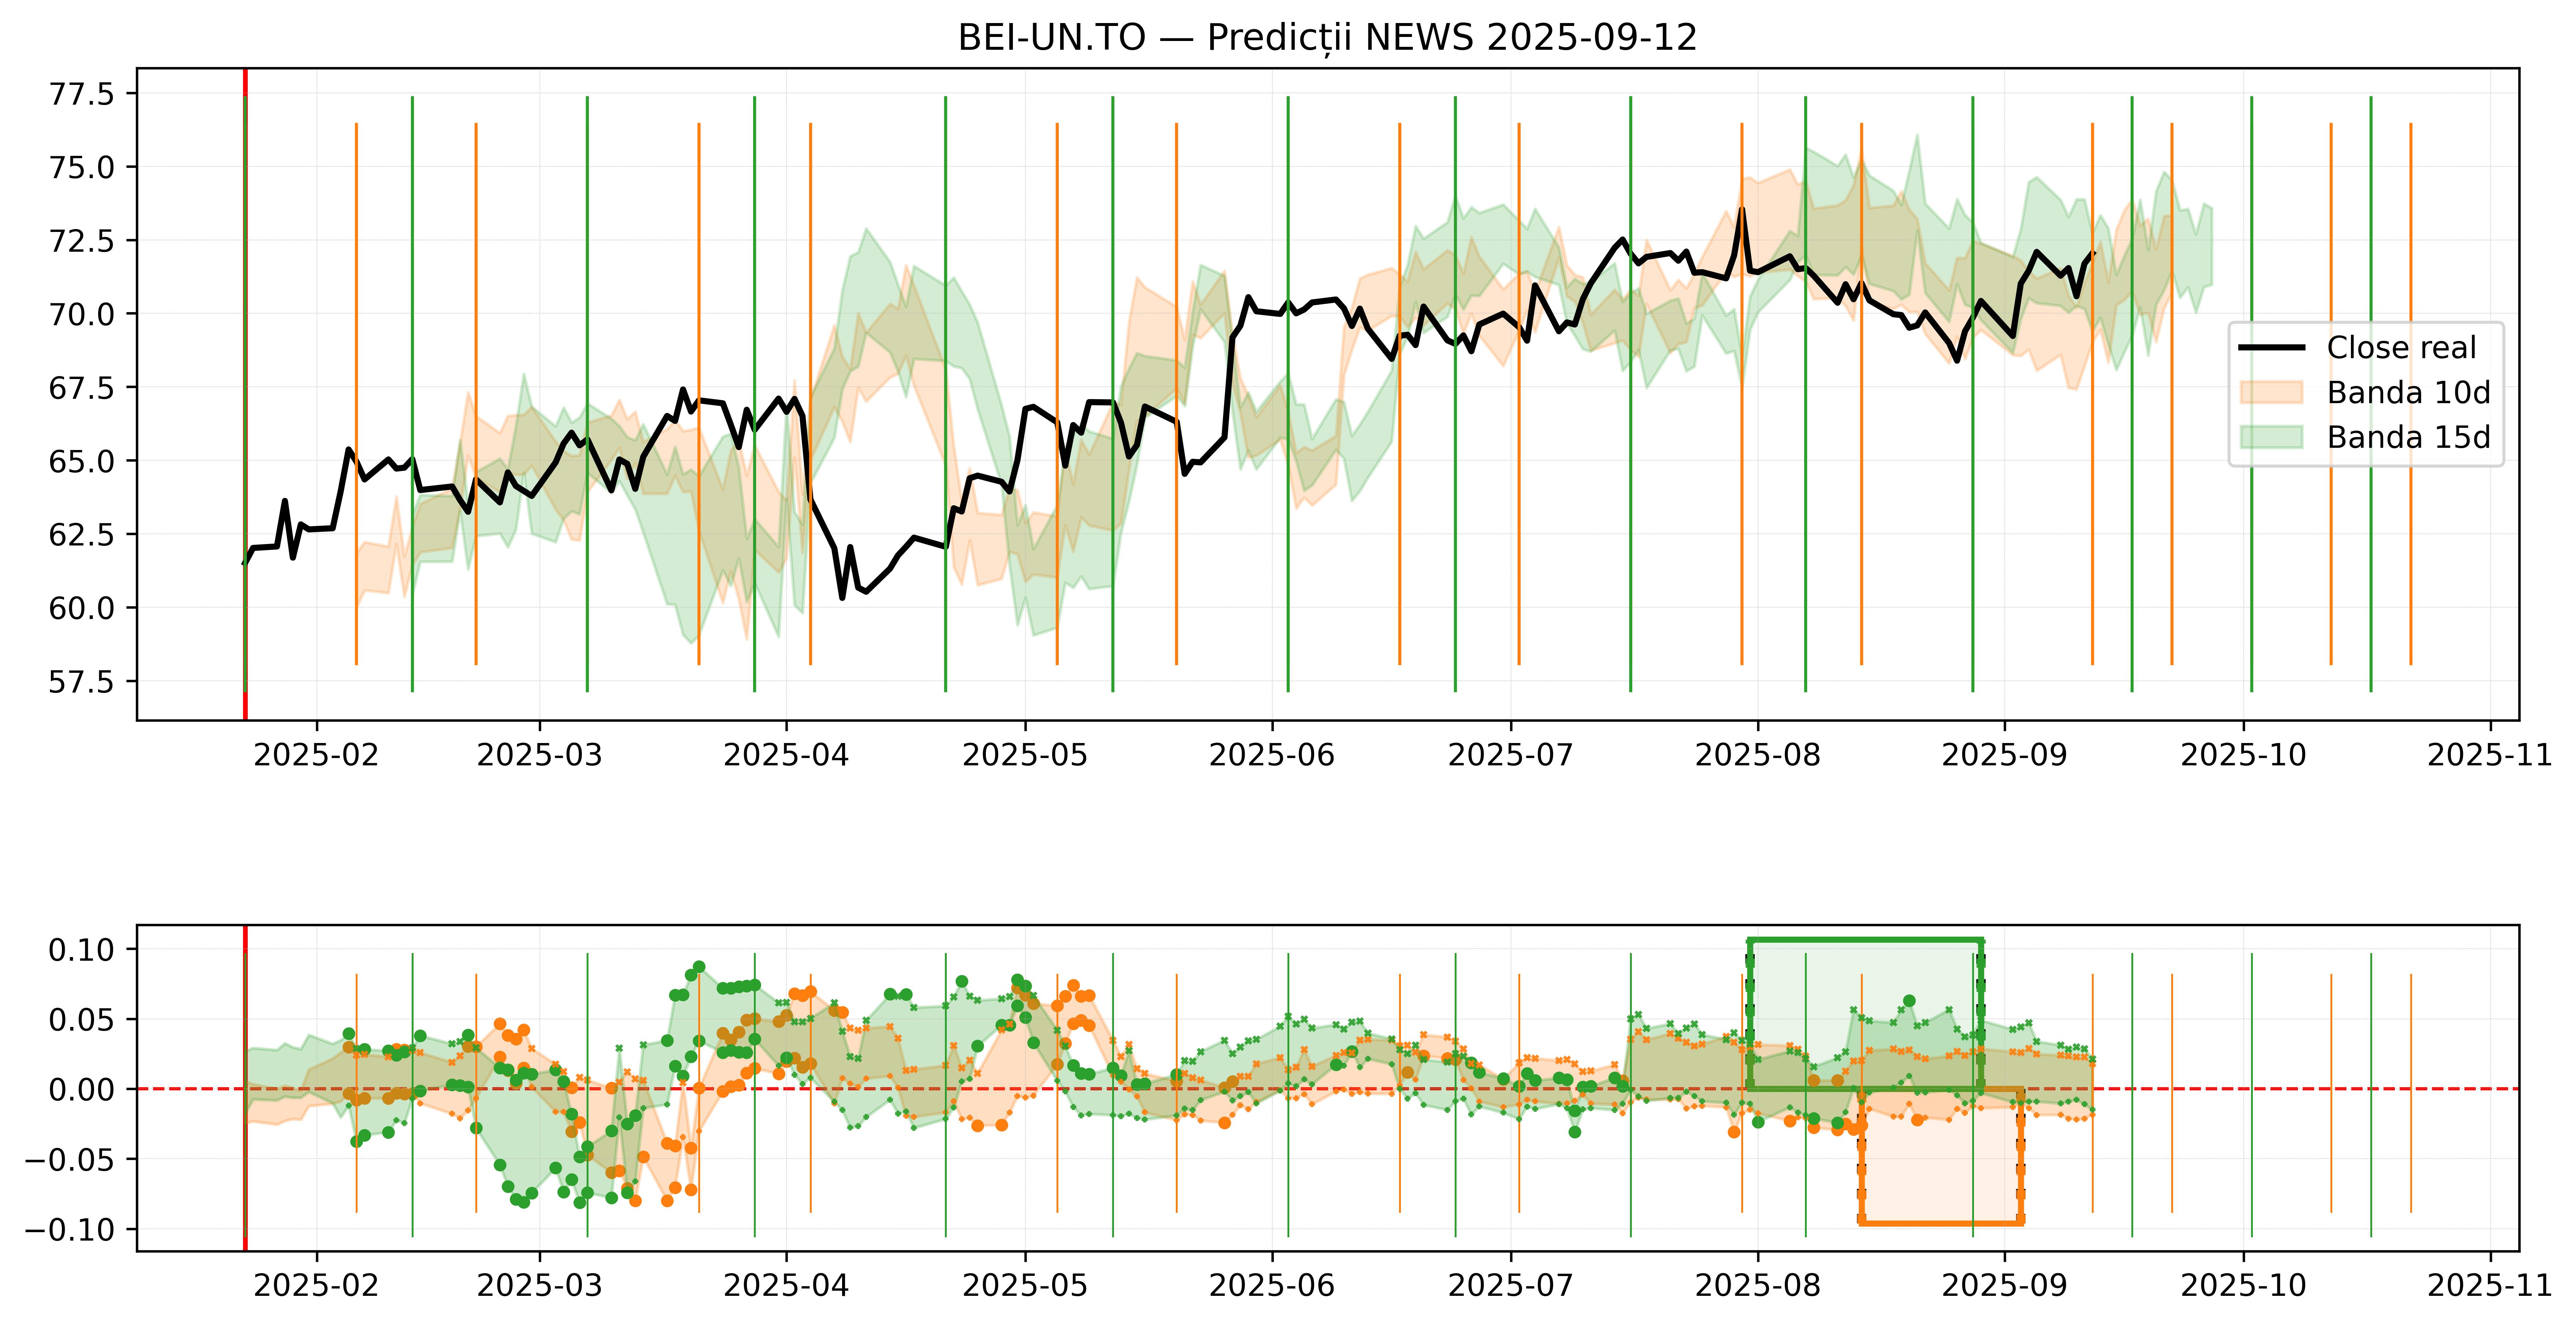 BEI-UN.TO — Predicții NEWS 2025-09-12
77.5
75.0
72.5
70.0
67.5
65.0
62.5
60.0
57.5
Close real
Banda 10d
Banda 15d
2025-02 2025-03 2025-04 2025-05 2025-06 2025-07 2025-08 2025-09 2025-10 2025-11
0.10
0.05
0.00
−0.05
−0.10
2025-02 2025-03 2025-04 2025-05 2025-06 2025-07 2025-08 2025-09 2025-10 2025-11